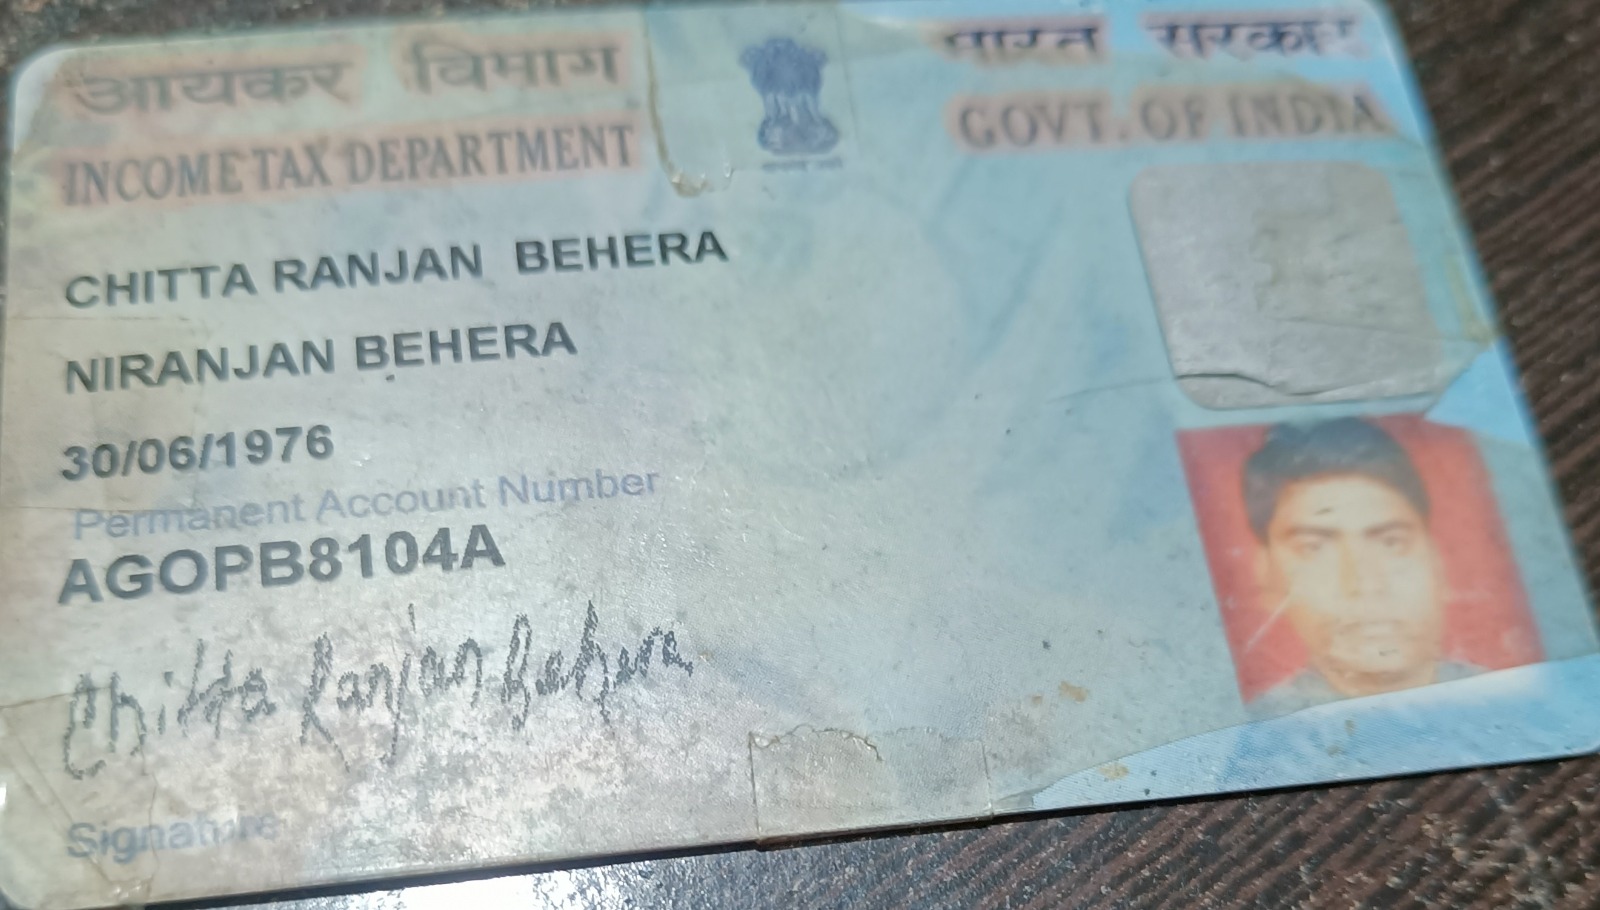 आयकर विभाग
INCOME TAX DEPARTMENT
भारत सरकार
GOVT. OF INDIA
CHITTA RANJAN BEHERA
NIRANJAN BEHERA
30/06/1976
Permanent Account Number
AGOPB8104A
Chitta Ranjan Behera
Signature